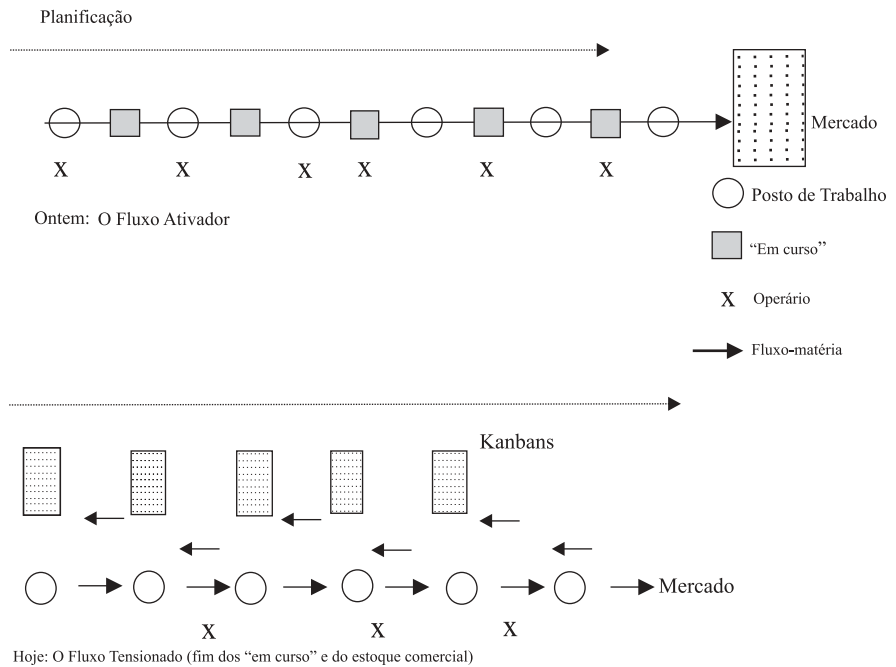 Planificação
Mercado
X X X X X X
Posto de Trabalho
Ontem: O Fluxo Ativador
“Em curso”
X Operário
Fluxo-matéria
Kanbans
Mercado
X X X
Hoje: O Fluxo Tensionado (fim dos “em curso” e do estoque comercial)